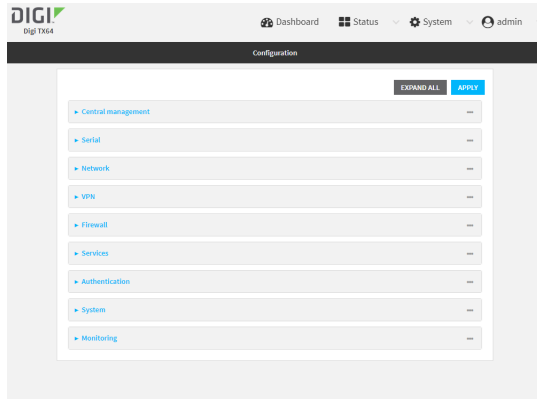 DIGI
Digi TX64
Dashboard Status System admin
Configuration
EXPAND ALL APPLY
Central management
Serial
Network
VPN
Firewall
Services
Authentication
System
Monitoring